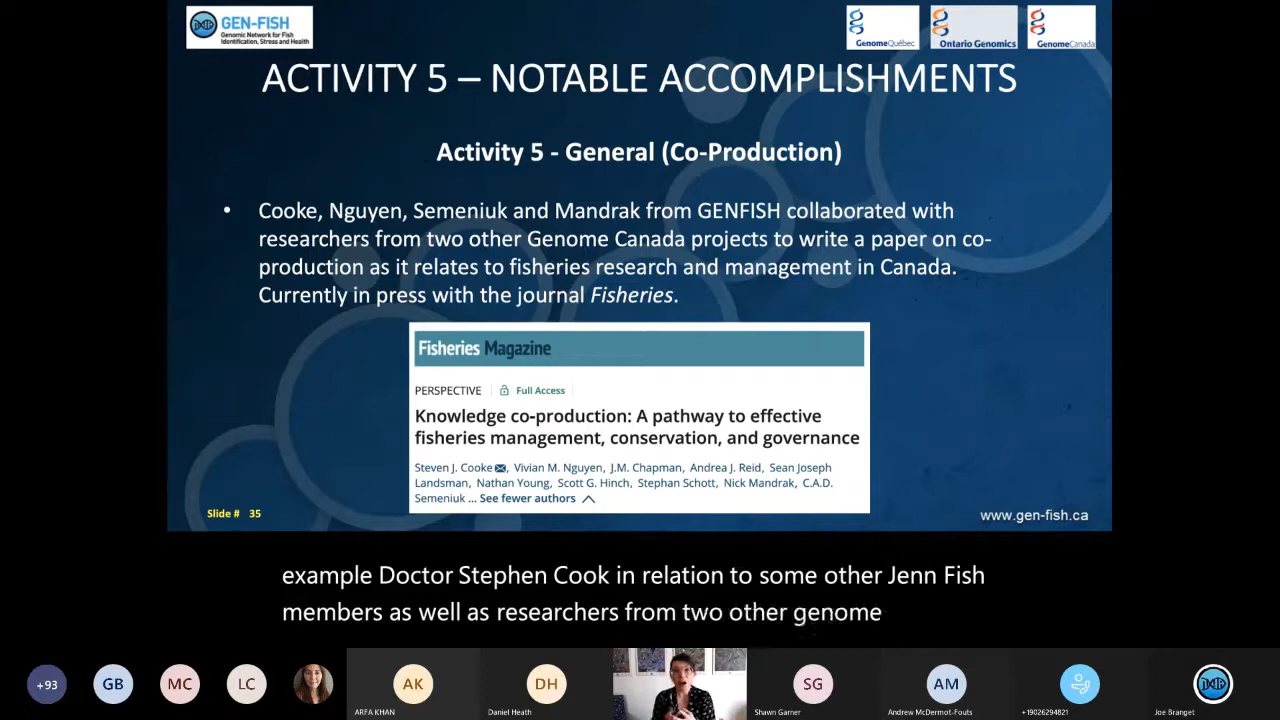 GEN-FISH
Genomic Network for Fish
Identification, Stress and Health
GenomeQuébec
Ontario Genomics
GenomeCanada
ACTIVITY 5 – NOTABLE ACCOMPLISHMENTS
Activity 5 - General (Co-Production)
• Cooke, Nguyen, Semeniuk and Mandrak from GENFISH collaborated with
researchers from two other Genome Canada projects to write a paper on co-
production as it relates to fisheries research and management in Canada.
Currently in press with the journal Fisheries.
Fisheries Magazine
PERSPECTIVE
Full Access
Knowledge co-production: A pathway to effective
fisheries management, conservation, and governance
Steven J. Cooke, Vivian M. Nguyen, J.M. Chapman, Andrea J. Reid, Sean Joseph
Landsman, Nathan Young, Scott G. Hinch, Stephan Schott, Nick Mandrak, C.A.D.
Semeniuk ... See fewer authors
Slide # 35
www.gen-fish.ca
example Doctor Stephen Cook in relation to some other Jenn Fish
members as well as researchers from two other genome
+93
GB
MC
LC
AK
ARFA KHAN
DH
Daniel Heath
SG
Shawn Garner
AM
Andrew McDermot-Fouts
+19026294821
Joe Branget